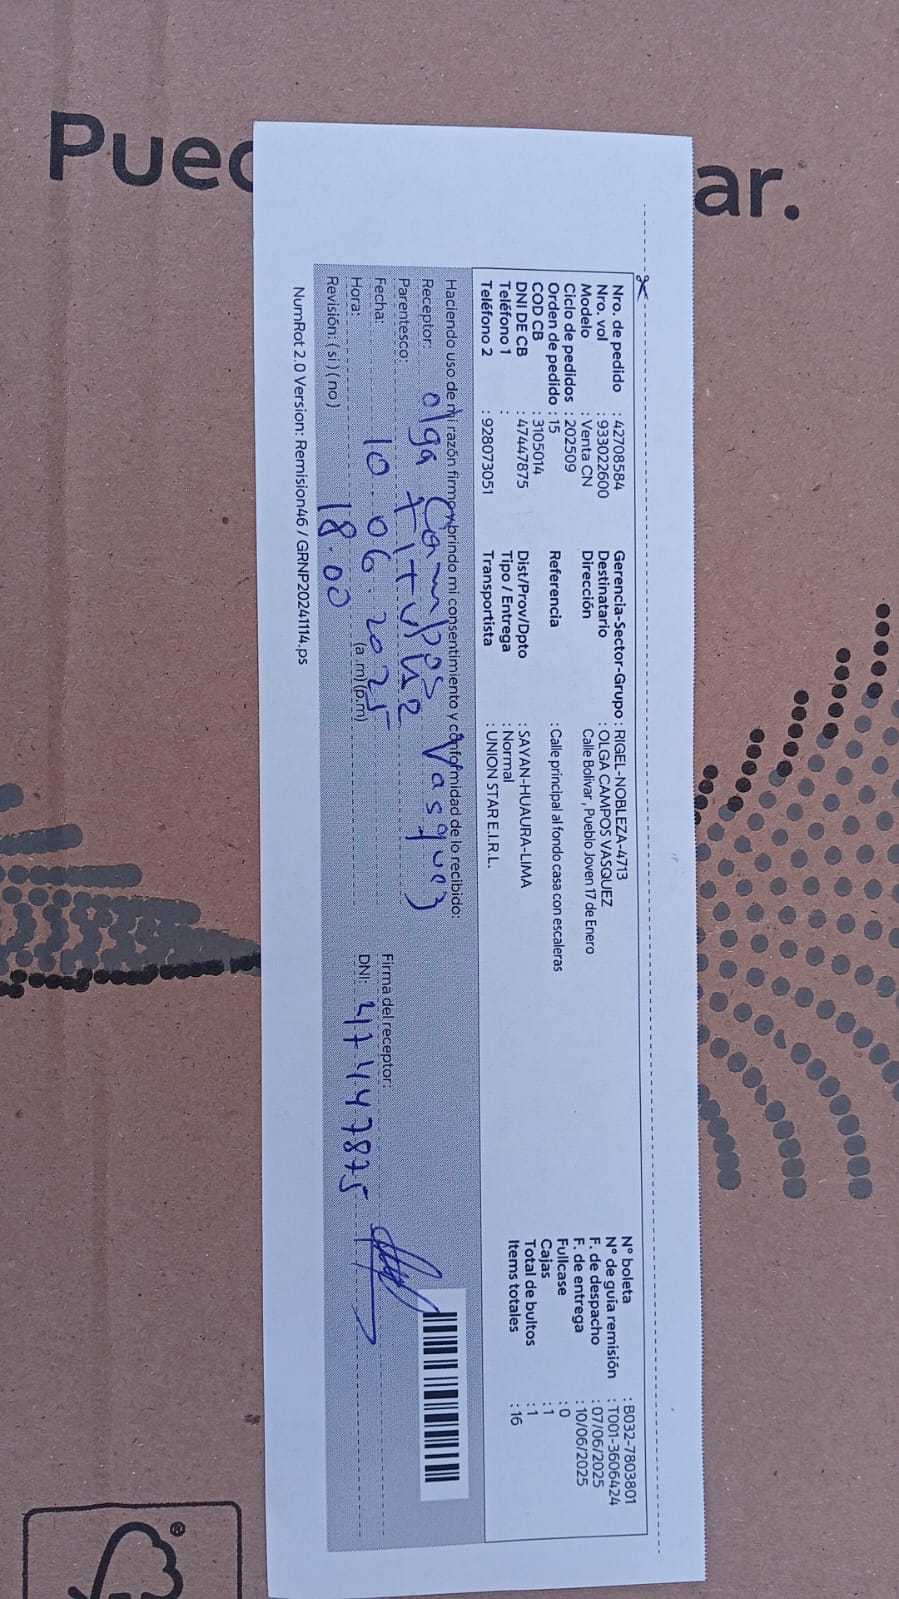 Pued ar.
Nro. de pedido : 42708584
Nro. vol : 933022600
Modelo : Venta CN
Ciclo de pedidos : 202509
Orden de pedido : 15
COD CB : 3105014
DNI DE CB : 47447875
Teléfono 1 :
Teléfono 2 : 928073051
Gerencia-Sector-Grupo : RIGEL-NOBLEZA-4713
Destinatario : OLGA CAMPOS VASQUEZ
Dirección Calle Bolivar , Pueblo Joven 17 de Enero
Referencia : Calle principal al fondo casa con escaleras
Dist/Prov/Dpto : SAYAN-HUAURA-LIMA
Tipo / Entrega : Normal
Transportista : UNION STAR E.I.R.L.
N° boleta : B032-7803801
N° de guia remisión : T001-3606424
F. de despacho : 07/06/2025
F. de entrega : 10/06/2025
Fullcase : 0
Cajas : 1
Total de bultos : 1
Items totales : 16
Haciendo uso de mi razón firmo brindo mi consentimiento y conformidad de lo recibido:
Receptor: olga Campos Vasquez
Parentesco: titular
Fecha: 10.06.2025
Hora: 18.00 (a.m)(p.m)
Revisión: ( si ) ( no )
Firma del receptor:
DNI: 47447875
NumRot 2.0 Version: Remision46 / GRNP20241114.ps